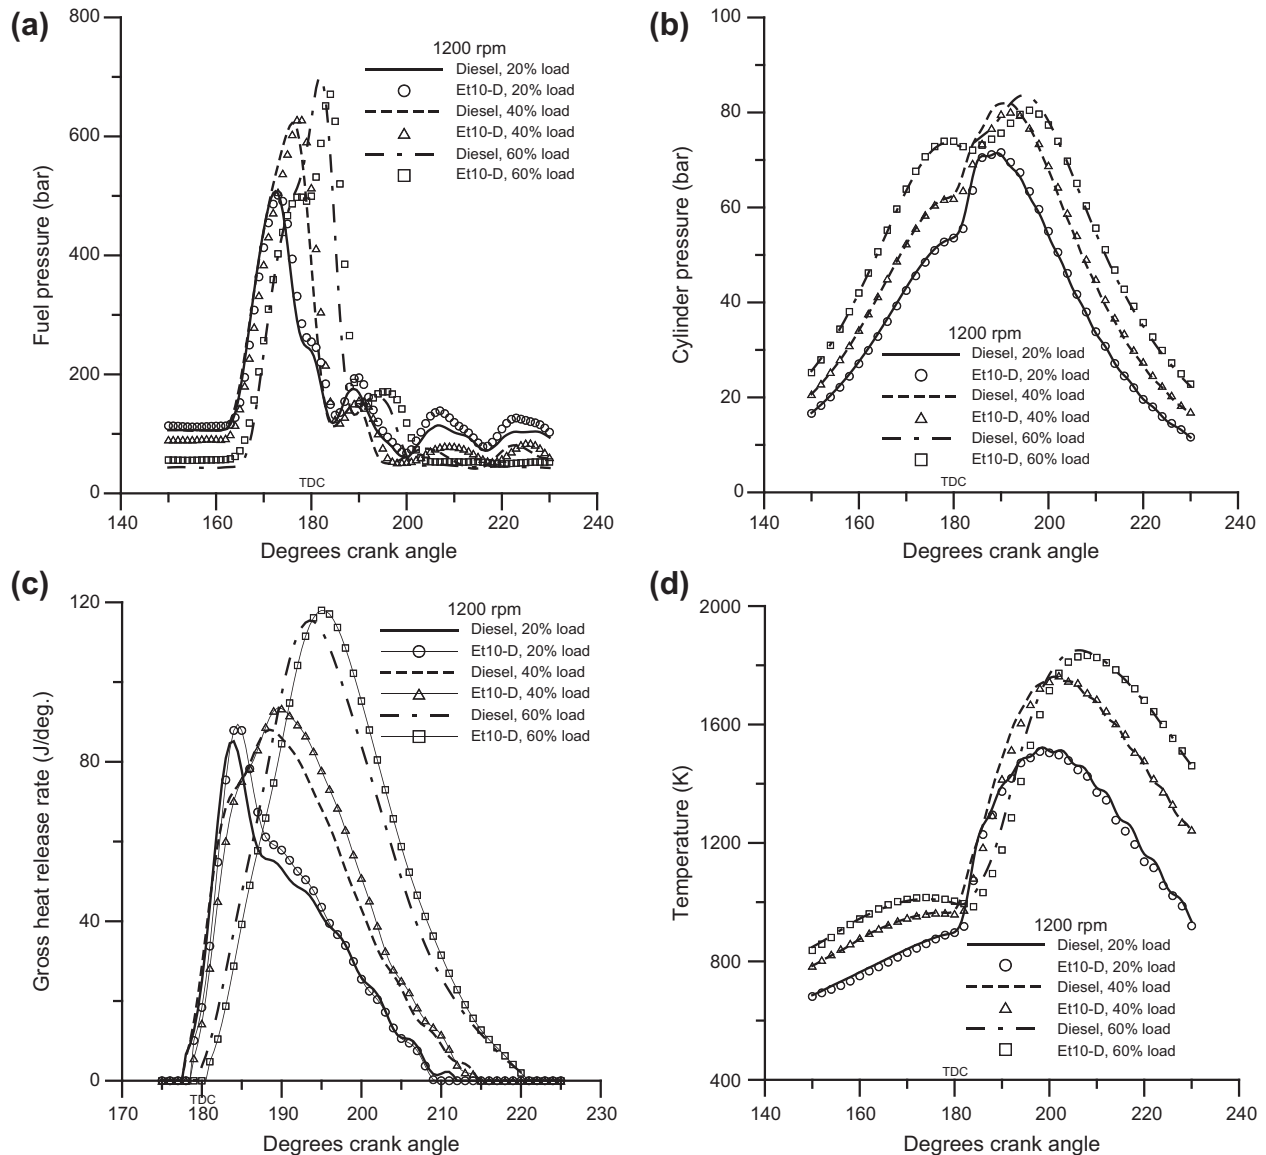 (a)
800
600
400
200
0
Fuel pressure (bar)
1200 rpm
Diesel, 20% load
Et10-D, 20% load
Diesel, 40% load
Et10-D, 40% load
Diesel, 60% load
Et10-D, 60% load
TDC
140 160 180 200 220 240
Degrees crank angle
(b)
100
80
60
40
20
0
Cylinder pressure (bar)
1200 rpm
Diesel, 20% load
Et10-D, 20% load
Diesel, 40% load
Et10-D, 40% load
Diesel, 60% load
Et10-D, 60% load
TDC
140 160 180 200 220 240
Degrees crank angle
(c)
120
80
40
0
Gross heat release rate (J/deg.)
1200 rpm
Diesel, 20% load
Et10-D, 20% load
Diesel, 40% load
Et10-D, 40% load
Diesel, 60% load
Et10-D, 60% load
TDC
170 180 190 200 210 220 230
Degrees crank angle
(d)
2000
1600
1200
800
400
Temperature (K)
1200 rpm
Diesel, 20% load
Et10-D, 20% load
Diesel, 40% load
Et10-D, 40% load
Diesel, 60% load
Et10-D, 60% load
TDC
140 160 180 200 220 240
Degrees crank angle